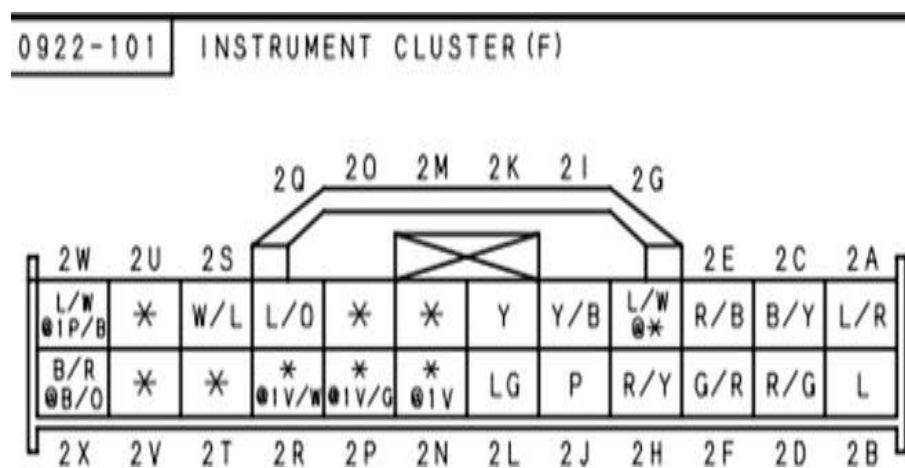 0922-101 INSTRUMENT CLUSTER(F)
2Q 2O 2M 2K 2I 2G
2W 2U 2S 2E 2C 2A
L/W @1P/B * W/L L/O * * Y Y/B L/W @* R/B B/Y L/R
B/R @B/O * * * @1V/W * @1V/G * @1V LG P R/Y G/R R/G L
2X 2V 2T 2R 2P 2N 2L 2J 2H 2F 2D 2B